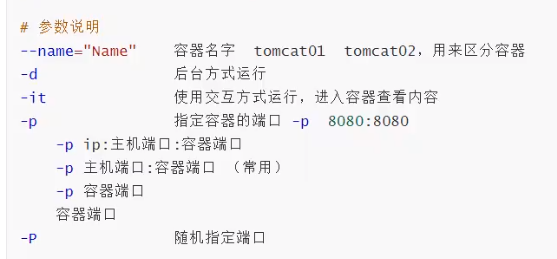 # 参数说明
--name="Name" 容器名字 tomcat01 tomcat02，用来区分容器
-d 后台方式运行
-it 使用交互方式运行，进入容器查看内容
-p 指定容器的端口 -p 8080:8080
-p ip:主机端口:容器端口
-p 主机端口:容器端口 （常用）
-p 容器端口
容器端口
-P 随机指定端口